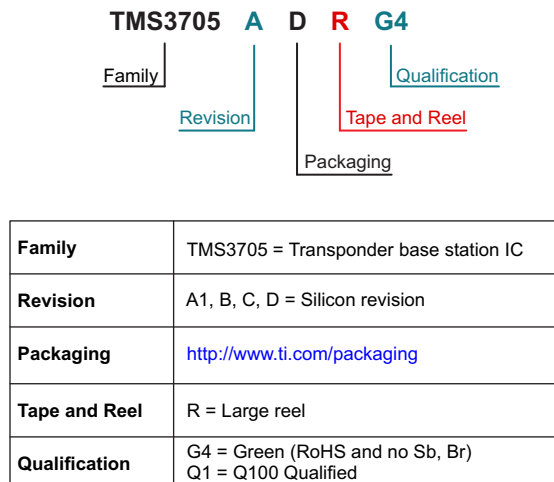 TMS3705 A D R G4
Family
Qualification
Revision
Tape and Reel
Packaging
Family
TMS3705 = Transponder base station IC
Revision
A1, B, C, D = Silicon revision
Packaging
http://www.ti.com/packaging
Tape and Reel
R = Large reel
Qualification
G4 = Green (RoHS and no Sb, Br)
Q1 = Q100 Qualified